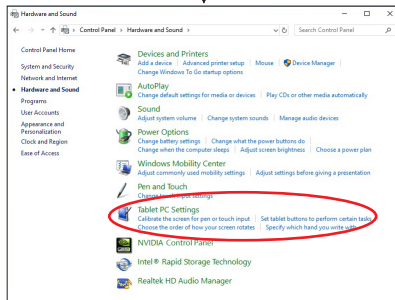 Hardware and Sound
Control Panel > Hardware and Sound >
Search Control Panel
Control Panel Home
System and Security
Network and Internet
Hardware and Sound
Programs
User Accounts
Appearance and
Personalization
Clock and Region
Ease of Access
Devices and Printers
Add a device | Advanced printer setup | Mouse | Device Manager |
Change Windows To Go startup options
AutoPlay
Change default settings for media or devices | Play CDs or other media automatically
Sound
Adjust system volume | Change system sounds | Manage audio devices
Power Options
Change battery settings | Change what the power buttons do |
Change when the computer sleeps | Adjust screen brightness | Choose a power plan
Windows Mobility Center
Adjust commonly used mobility settings | Adjust settings before giving a presentation
Pen and Touch
Change touch input settings
Tablet PC Settings
Calibrate the screen for pen or touch input | Set tablet buttons to perform certain tasks
Choose the order of how your screen rotates | Specify which hand you write with
NVIDIA Control Panel
Intel® Rapid Storage Technology
Realtek HD Audio Manager